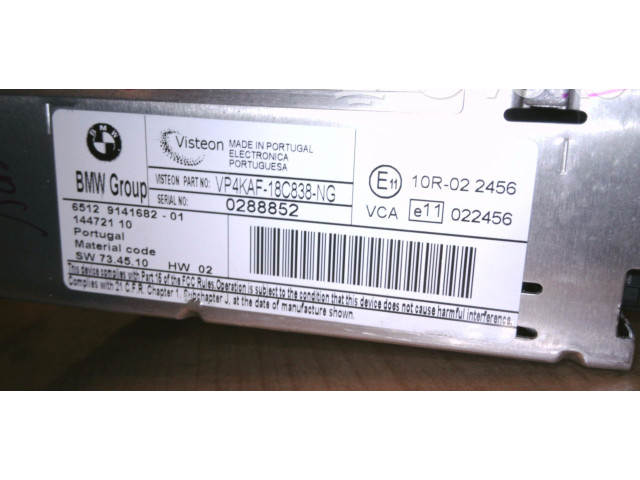 BMW
BMW Group
Visteon
MADE IN PORTUGAL
ELECTRONICA
PORTUGUESA
VISTEON PART NO: VP4KAF-18C838-NG
SERIAL NO: 0288852
E11 10R-02 2456
VCA e11 022456
6512 9141682 - 01
144721 10
Portugal
Material code
SW 73.45.10 HW 02
This device complies with Part 15 of the FCC Rules. Operation is subject to the condition that this device does not cause harmful interference.
Complies with 21 C.F.R. Chapter 1, Subchapter J, at the date of manufacture shown.